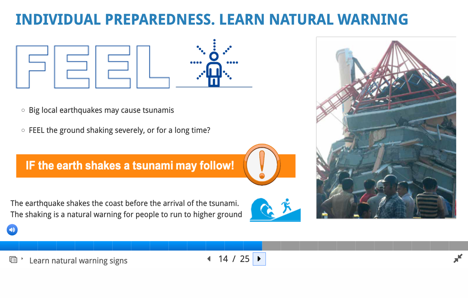 INDIVIDUAL PREPAREDNESS. LEARN NATURAL WARNING
FEEL
Big local earthquakes may cause tsunamis
FEEL the ground shaking severely, or for a long time?
IF the earth shakes a tsunami may follow!
The earthquake shakes the coast before the arrival of the tsunami.
The shaking is a natural warning for people to run to higher ground
Learn natural warning signs
14 / 25